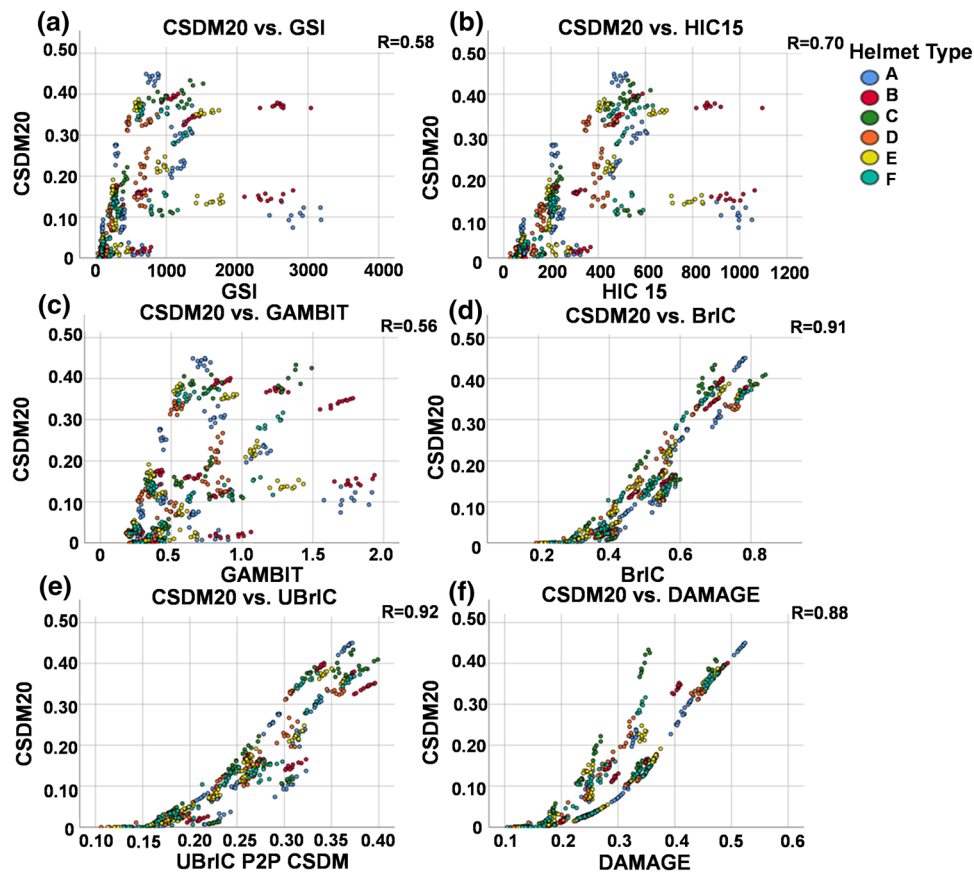 (a)
CSDM20 vs. GSI
R=0.58
0.50
0.40
0.30
0.20
0.10
0
CSDM20
0 1000 2000 3000 4000
GSI
(b)
CSDM20 vs. HIC15
R=0.70
0.50
0.40
0.30
0.20
0.10
0
CSDM20
0 200 400 600 800 1000 1200
HIC 15
Helmet Type
A
B
C
D
E
F
(c)
CSDM20 vs. GAMBIT
R=0.56
0.50
0.40
0.30
0.20
0.10
0
CSDM20
0 0.5 1.0 1.5 2.0
GAMBIT
(d)
CSDM20 vs. BrIC
R=0.91
0.50
0.40
0.30
0.20
0.10
0
CSDM20
0.2 0.4 0.6 0.8
BrIC
(e)
CSDM20 vs. UBrIC
R=0.92
0.50
0.40
0.30
0.20
0.10
0
CSDM20
0.10 0.15 0.20 0.25 0.30 0.35 0.40
UBrIC P2P CSDM
(f)
CSDM20 vs. DAMAGE
R=0.88
0.50
0.40
0.30
0.20
0.10
0
CSDM20
0.1 0.2 0.3 0.4 0.5 0.6
DAMAGE